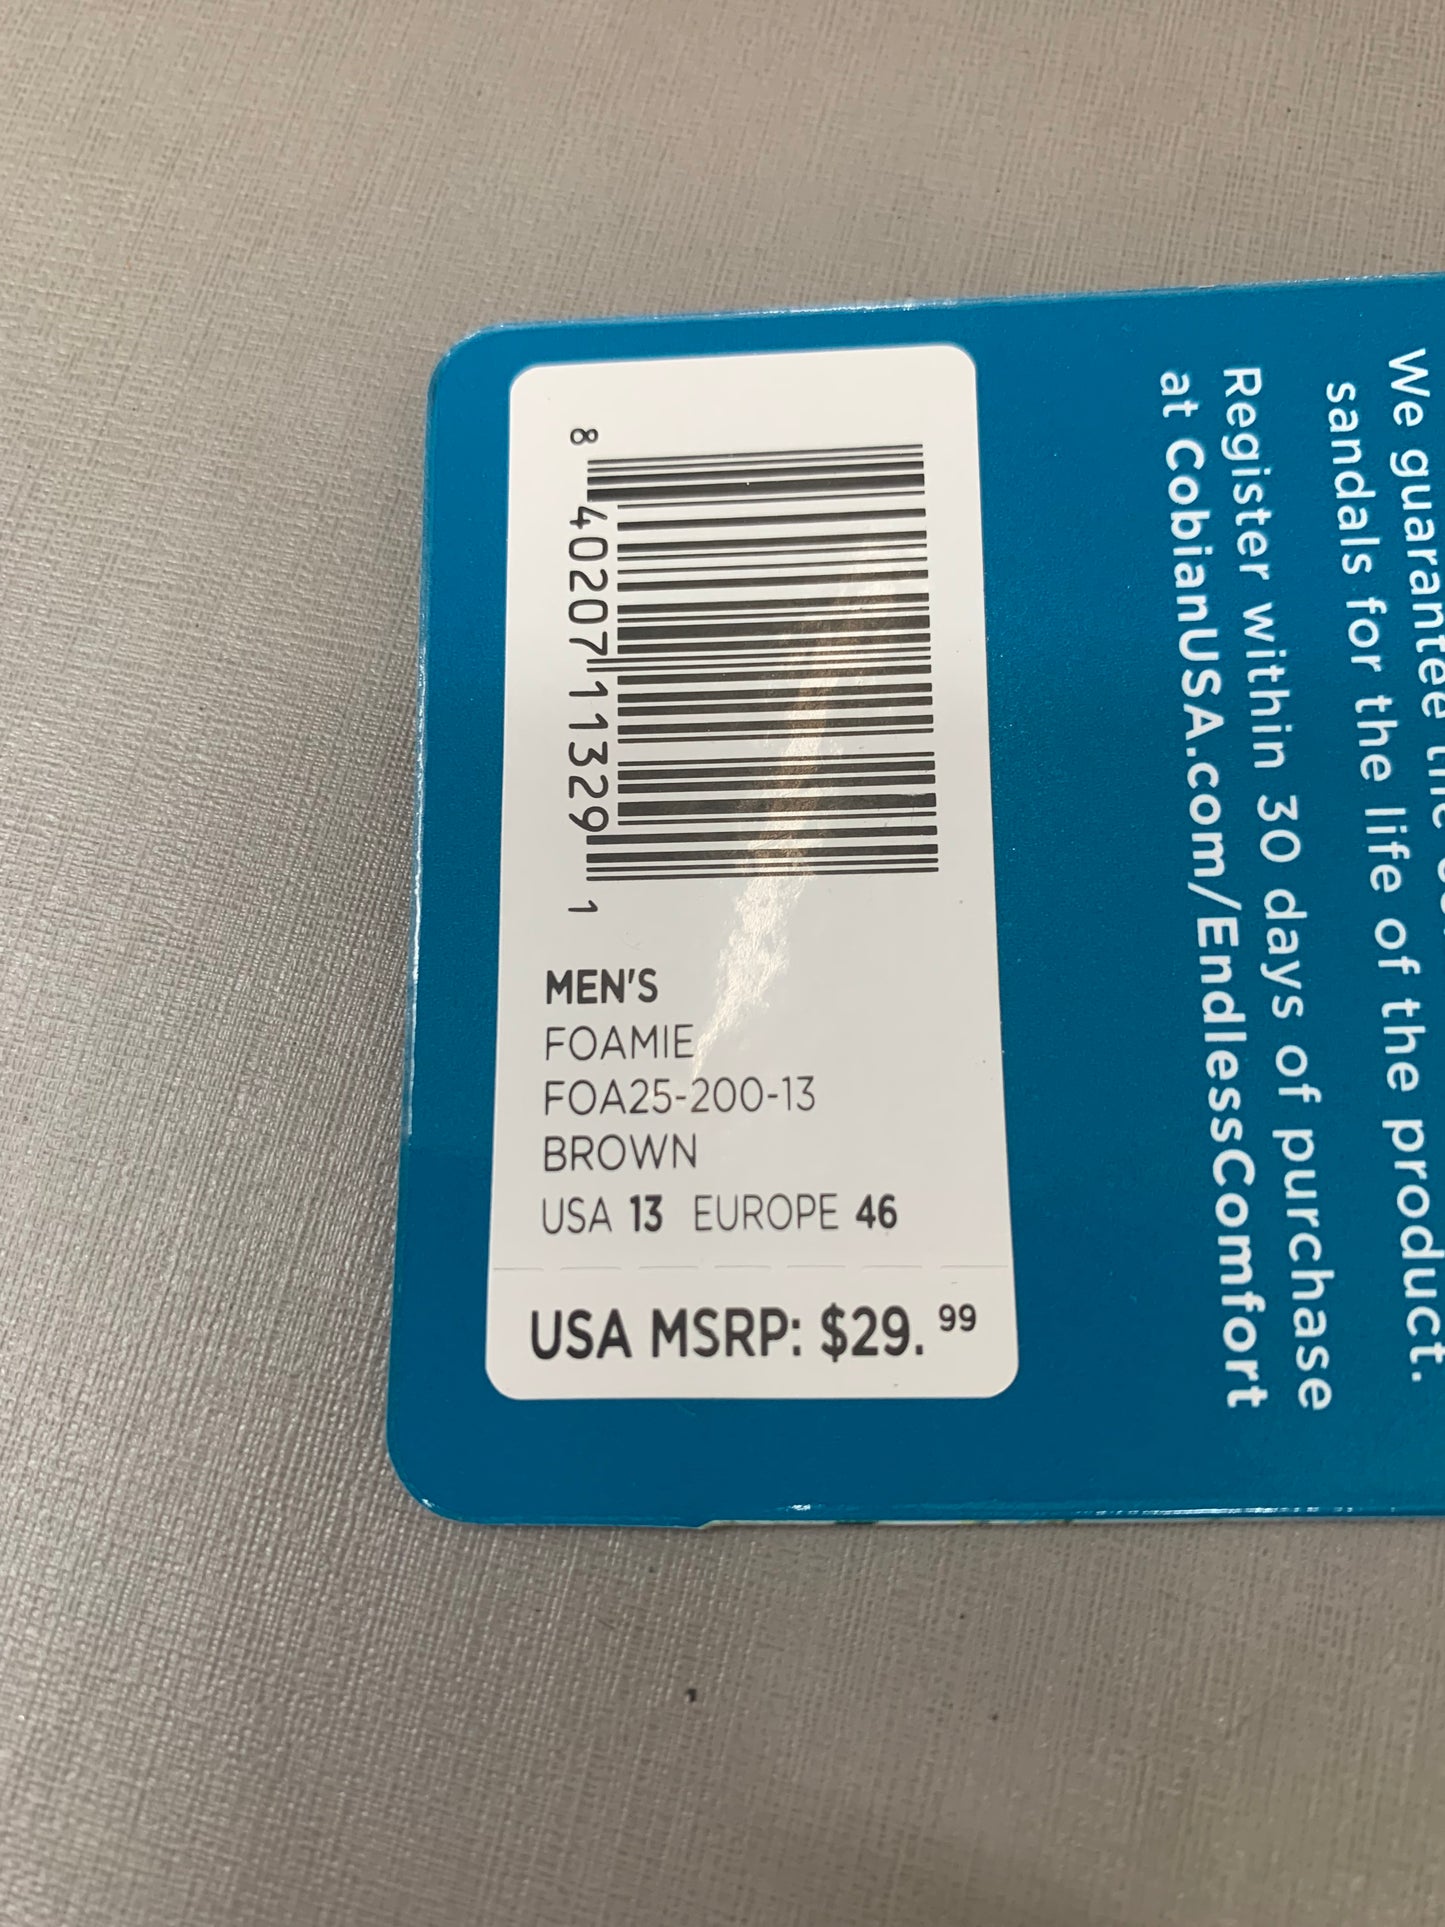 8 40207 11329 1
MEN'S
FOAMIE
FOA25-200-13
BROWN
USA 13 EUROPE 46
USA MSRP: $29.99
We guarantee the
sandals for the life of the product.
Register within 30 days of purchase
at CobianUSA.com/EndlessComfort